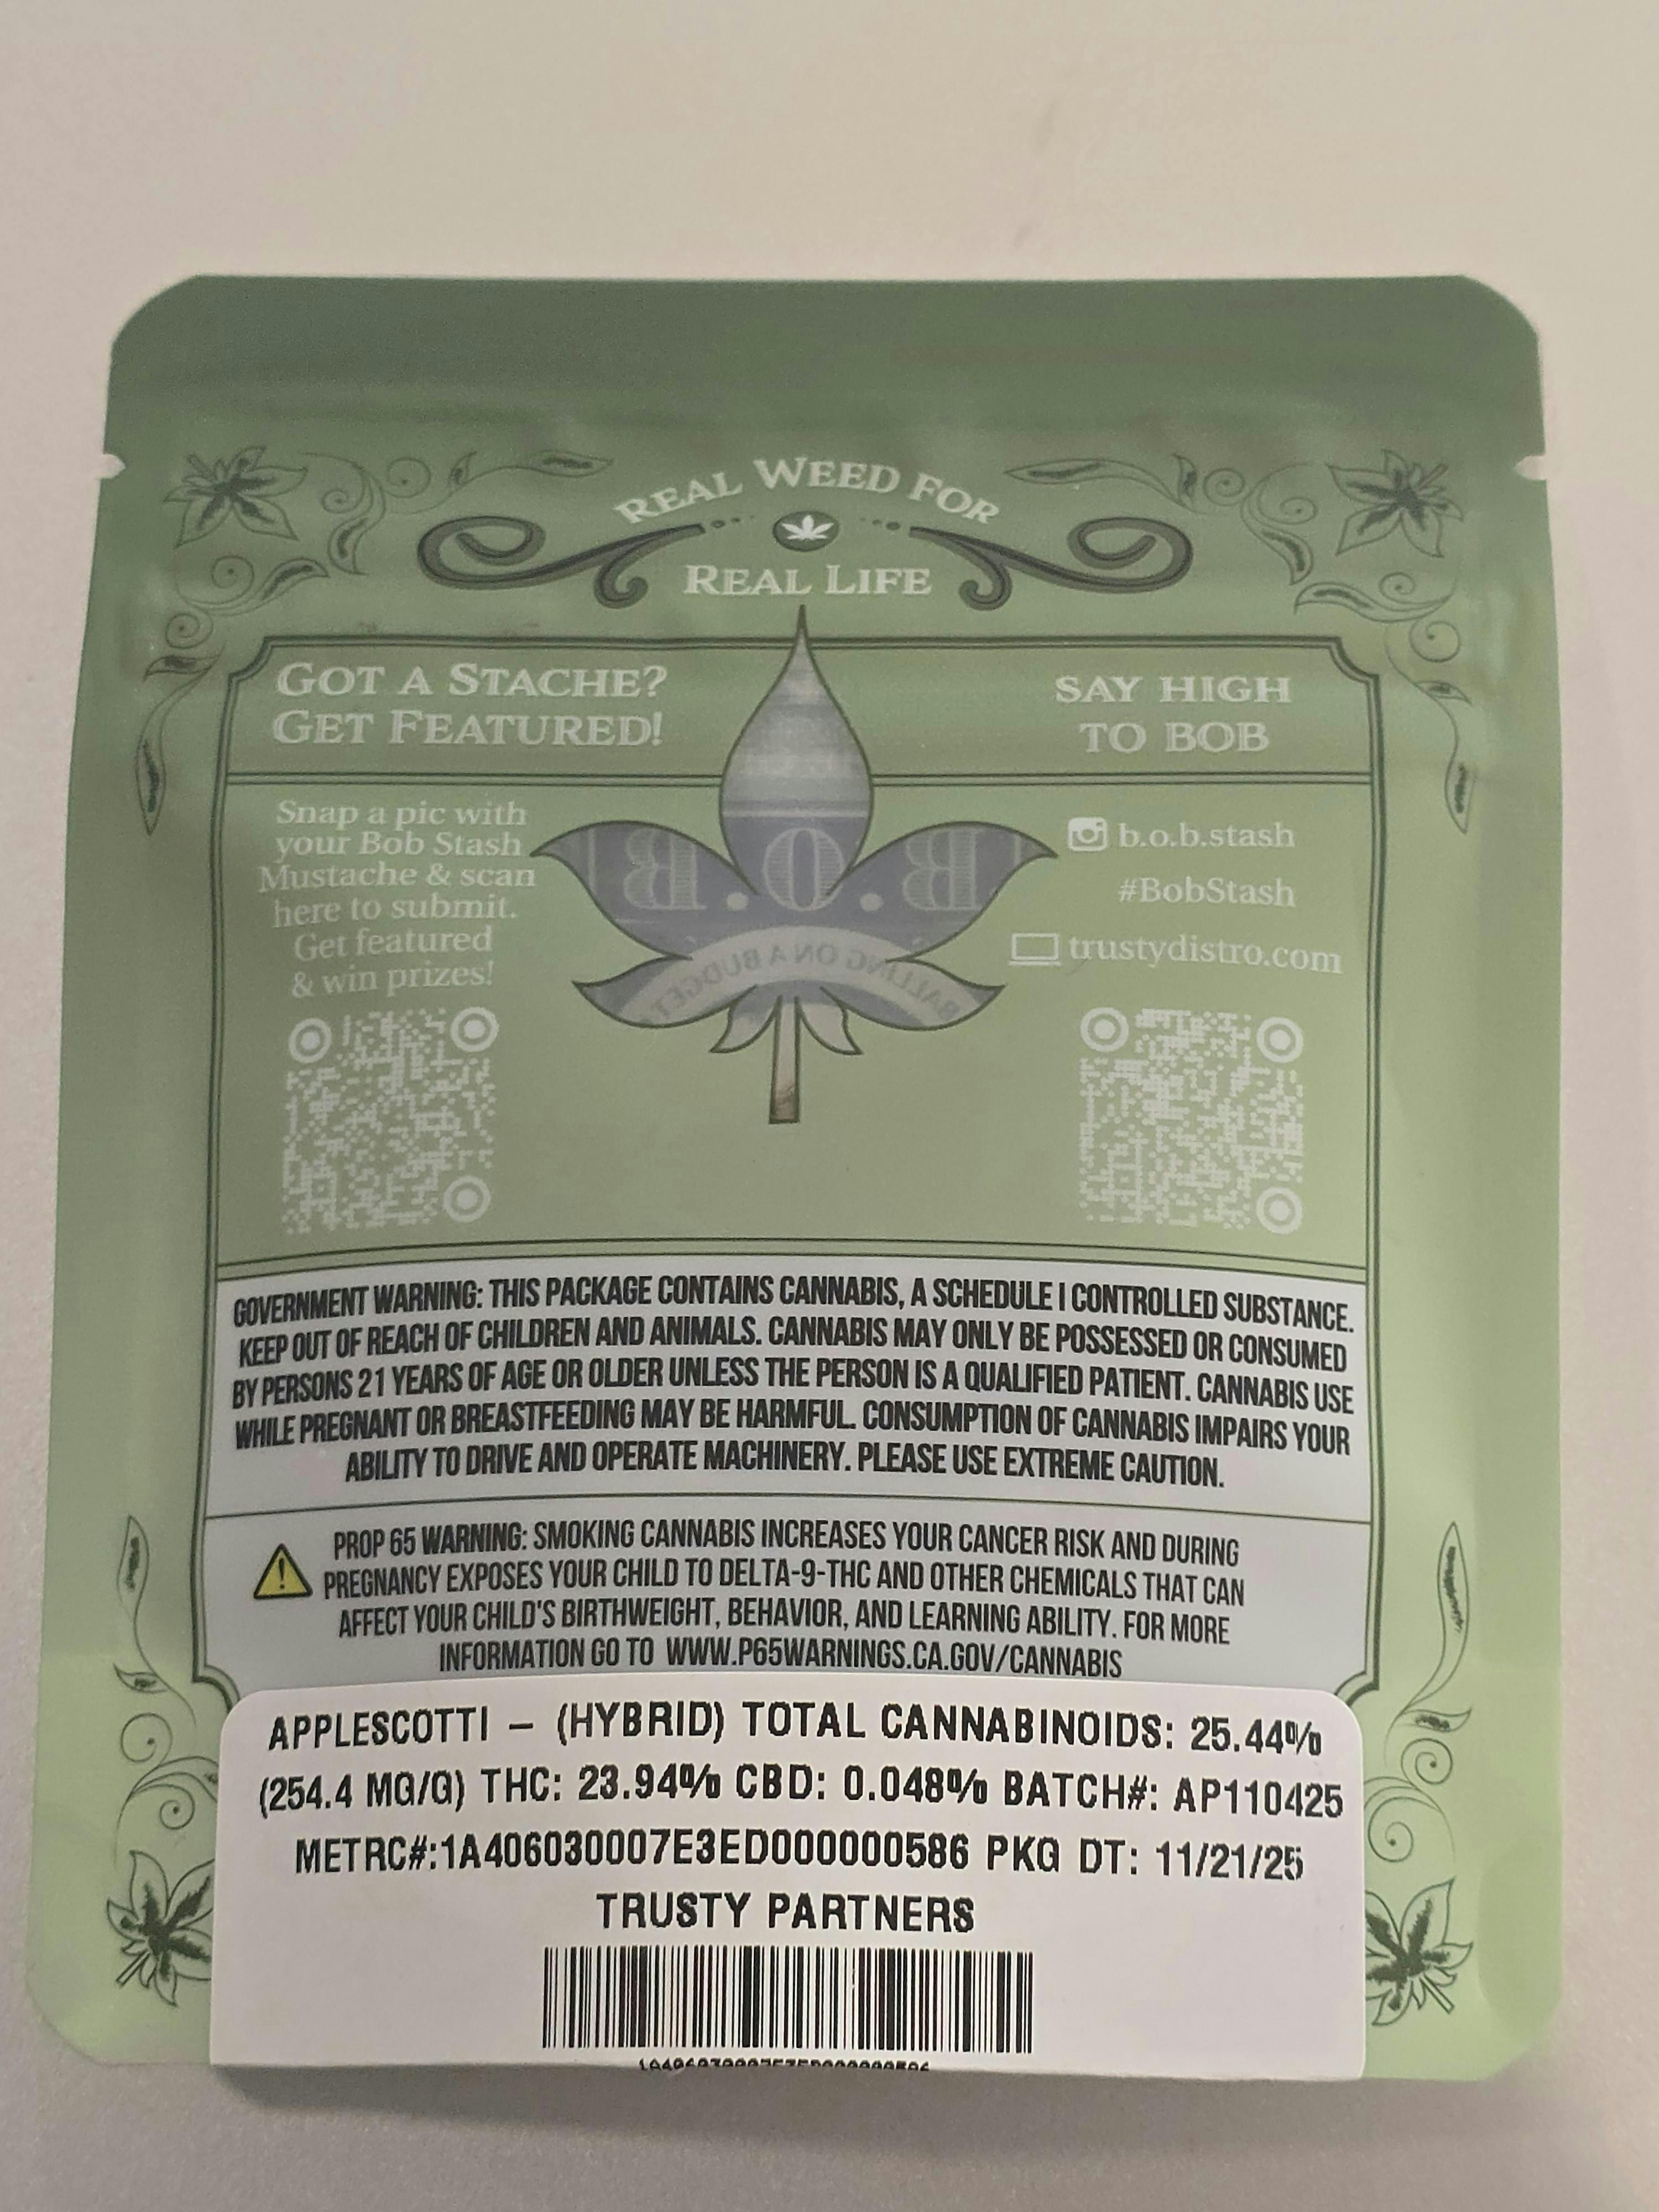 REAL WEED FOR
REAL LIFE
GOT A STACHE?
GET FEATURED!
SAY HIGH
TO BOB
Snap a pic with
your Bob Stash
Mustache & scan
here to submit.
Get featured
& win prizes!
B.O.B
BALLING ON A BUDGET
b.o.b.stash
#BobStash
trustydistro.com
GOVERNMENT WARNING: THIS PACKAGE CONTAINS CANNABIS, A SCHEDULE I CONTROLLED SUBSTANCE.
KEEP OUT OF REACH OF CHILDREN AND ANIMALS. CANNABIS MAY ONLY BE POSSESSED OR CONSUMED
BY PERSONS 21 YEARS OF AGE OR OLDER UNLESS THE PERSON IS A QUALIFIED PATIENT. CANNABIS USE
WHILE PREGNANT OR BREASTFEEDING MAY BE HARMFUL. CONSUMPTION OF CANNABIS IMPAIRS YOUR
ABILITY TO DRIVE AND OPERATE MACHINERY. PLEASE USE EXTREME CAUTION.
PROP 65 WARNING: SMOKING CANNABIS INCREASES YOUR CANCER RISK AND DURING
PREGNANCY EXPOSES YOUR CHILD TO DELTA-9-THC AND OTHER CHEMICALS THAT CAN
AFFECT YOUR CHILD'S BIRTHWEIGHT, BEHAVIOR, AND LEARNING ABILITY. FOR MORE
INFORMATION GO TO WWW.P65WARNINGS.CA.GOV/CANNABIS
APPLESCOTTI – (HYBRID) TOTAL CANNABINOIDS: 25.44%
(254.4 MG/G) THC: 23.94% CBD: 0.048% BATCH#: AP110425
METRC#:1A406030007E3ED000000586 PKG DT: 11/21/25
TRUSTY PARTNERS